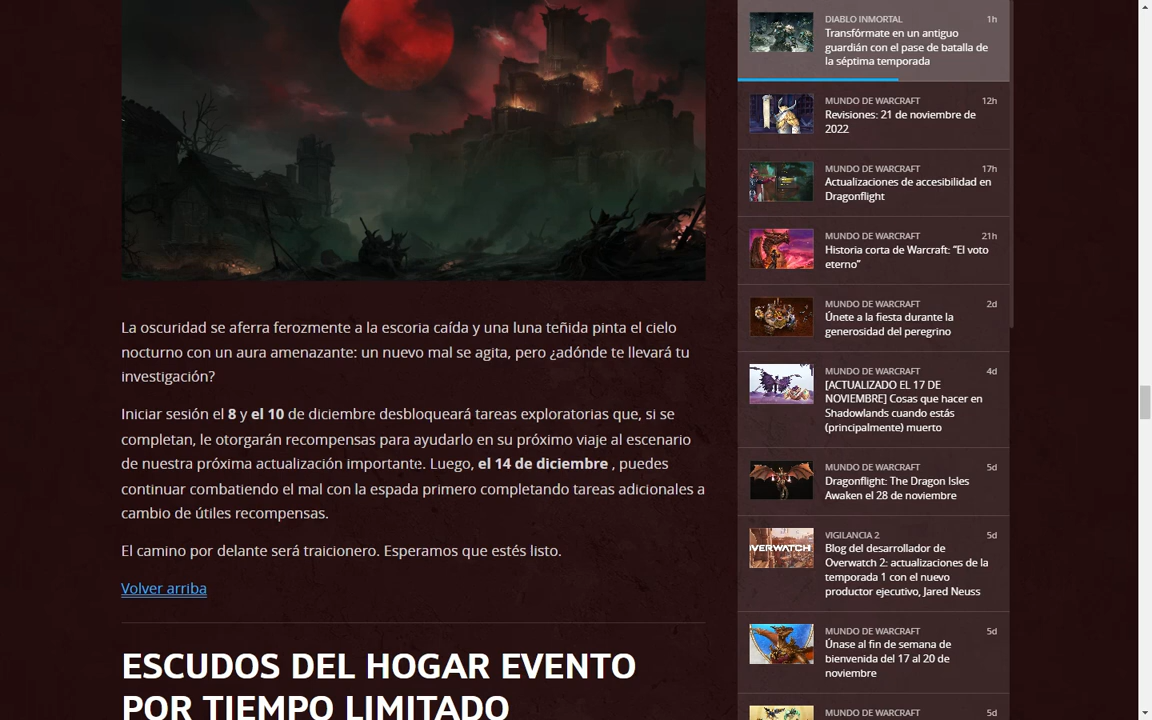 La oscuridad se aferra ferozmente a la escoria caída y una luna teñida pinta el cielo
nocturno con un aura amenazante: un nuevo mal se agita, pero ¿adónde te llevará tu
investigación?
Iniciar sesión el 8 y el 10 de diciembre desbloqueará tareas exploratorias que, si se
completan, le otorgarán recompensas para ayudarlo en su próximo viaje al escenario
de nuestra próxima actualización importante. Luego, el 14 de diciembre , puedes
continuar combatiendo el mal con la espada primero completando tareas adicionales a
cambio de útiles recompensas.
El camino por delante será traicionero. Esperamos que estés listo.
Volver arriba
ESCUDOS DEL HOGAR EVENTO
POR TIEMPO LIMITADO
DIABLO INMORTAL 1h
Transfórmate en un antiguo
guardián con el pase de batalla de
la séptima temporada
MUNDO DE WARCRAFT 12h
Revisiones: 21 de noviembre de
2022
MUNDO DE WARCRAFT 17h
Actualizaciones de accesibilidad en
Dragonflight
MUNDO DE WARCRAFT 21h
Historia corta de Warcraft: "El voto
eterno"
MUNDO DE WARCRAFT 2d
Únete a la fiesta durante la
generosidad del peregrino
MUNDO DE WARCRAFT 4d
[ACTUALIZADO EL 17 DE
NOVIEMBRE] Cosas que hacer en
Shadowlands cuando estás
(principalmente) muerto
MUNDO DE WARCRAFT 5d
Dragonflight: The Dragon Isles
Awaken el 28 de noviembre
VIGILANCIA 2 5d
VERWATCH
Blog del desarrollador de
Overwatch 2: actualizaciones de la
temporada 1 con el nuevo
productor ejecutivo, Jared Neuss
MUNDO DE WARCRAFT 5d
Únase al fin de semana de
bienvenida del 17 al 20 de
noviembre
MUNDO DE WARCRAFT 5d